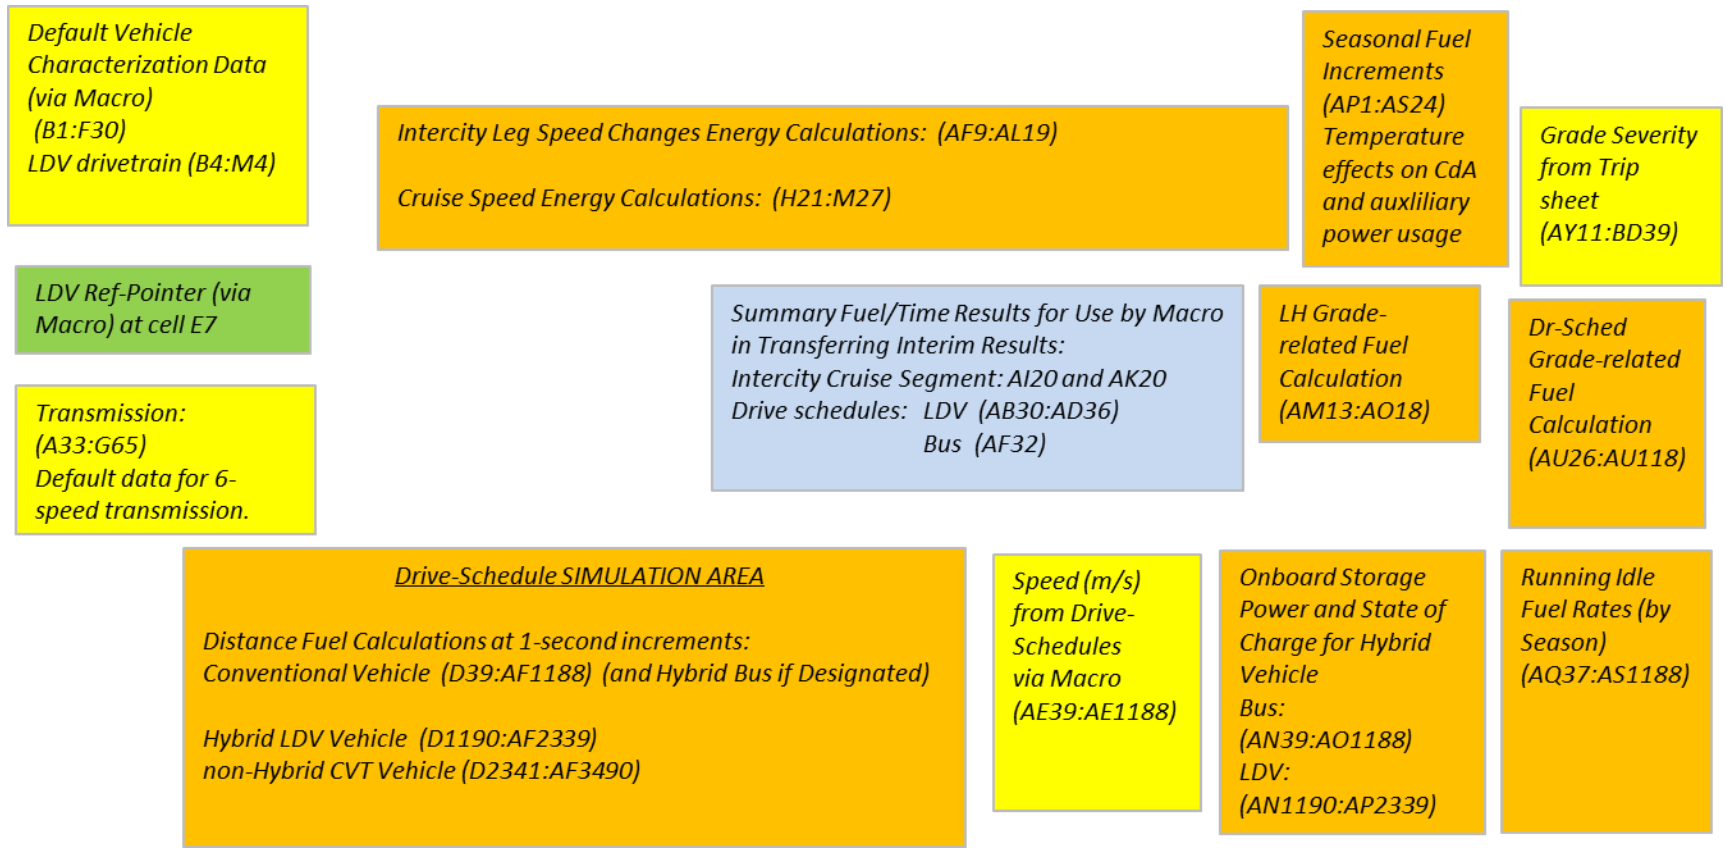 Default Vehicle
Characterization Data
(via Macro)
(B1:F30)
LDV drivetrain (B4:M4)
Intercity Leg Speed Changes Energy Calculations:  (AF9:AL19)
Cruise Speed Energy Calculations:  (H21:M27)
Seasonal Fuel
Increments
(AP1:AS24)
Temperature
effects on CdA
and auxliliary
power usage
Grade Severity
from Trip
sheet
(AY11:BD39)
LDV Ref-Pointer (via
Macro) at cell E7
Summary Fuel/Time Results for Use by Macro
in Transferring Interim Results:
Intercity Cruise Segment: AI20 and AK20
Drive schedules:  LDV  (AB30:AD36)
Bus  (AF32)
LH Grade-
related Fuel
Calculation
(AM13:AO18)
Dr-Sched
Grade-related
Fuel
Calculation
(AU26:AU118)
Transmission:
(A33:G65)
Default data for 6-
speed transmission.
Drive-Schedule SIMULATION AREA
Distance Fuel Calculations at 1-second increments:
Conventional Vehicle  (D39:AF1188)  (and Hybrid Bus if Designated)
Hybrid LDV Vehicle  (D1190:AF2339)
non-Hybrid CVT Vehicle (D2341:AF3490)
Speed (m/s)
from Drive-
Schedules
via Macro
(AE39:AE1188)
Onboard Storage
Power and State of
Charge for Hybrid
Vehicle
Bus:
(AN39:AO1188)
LDV:
(AN1190:AP2339)
Running Idle
Fuel Rates (by
Season)
(AQ37:AS1188)